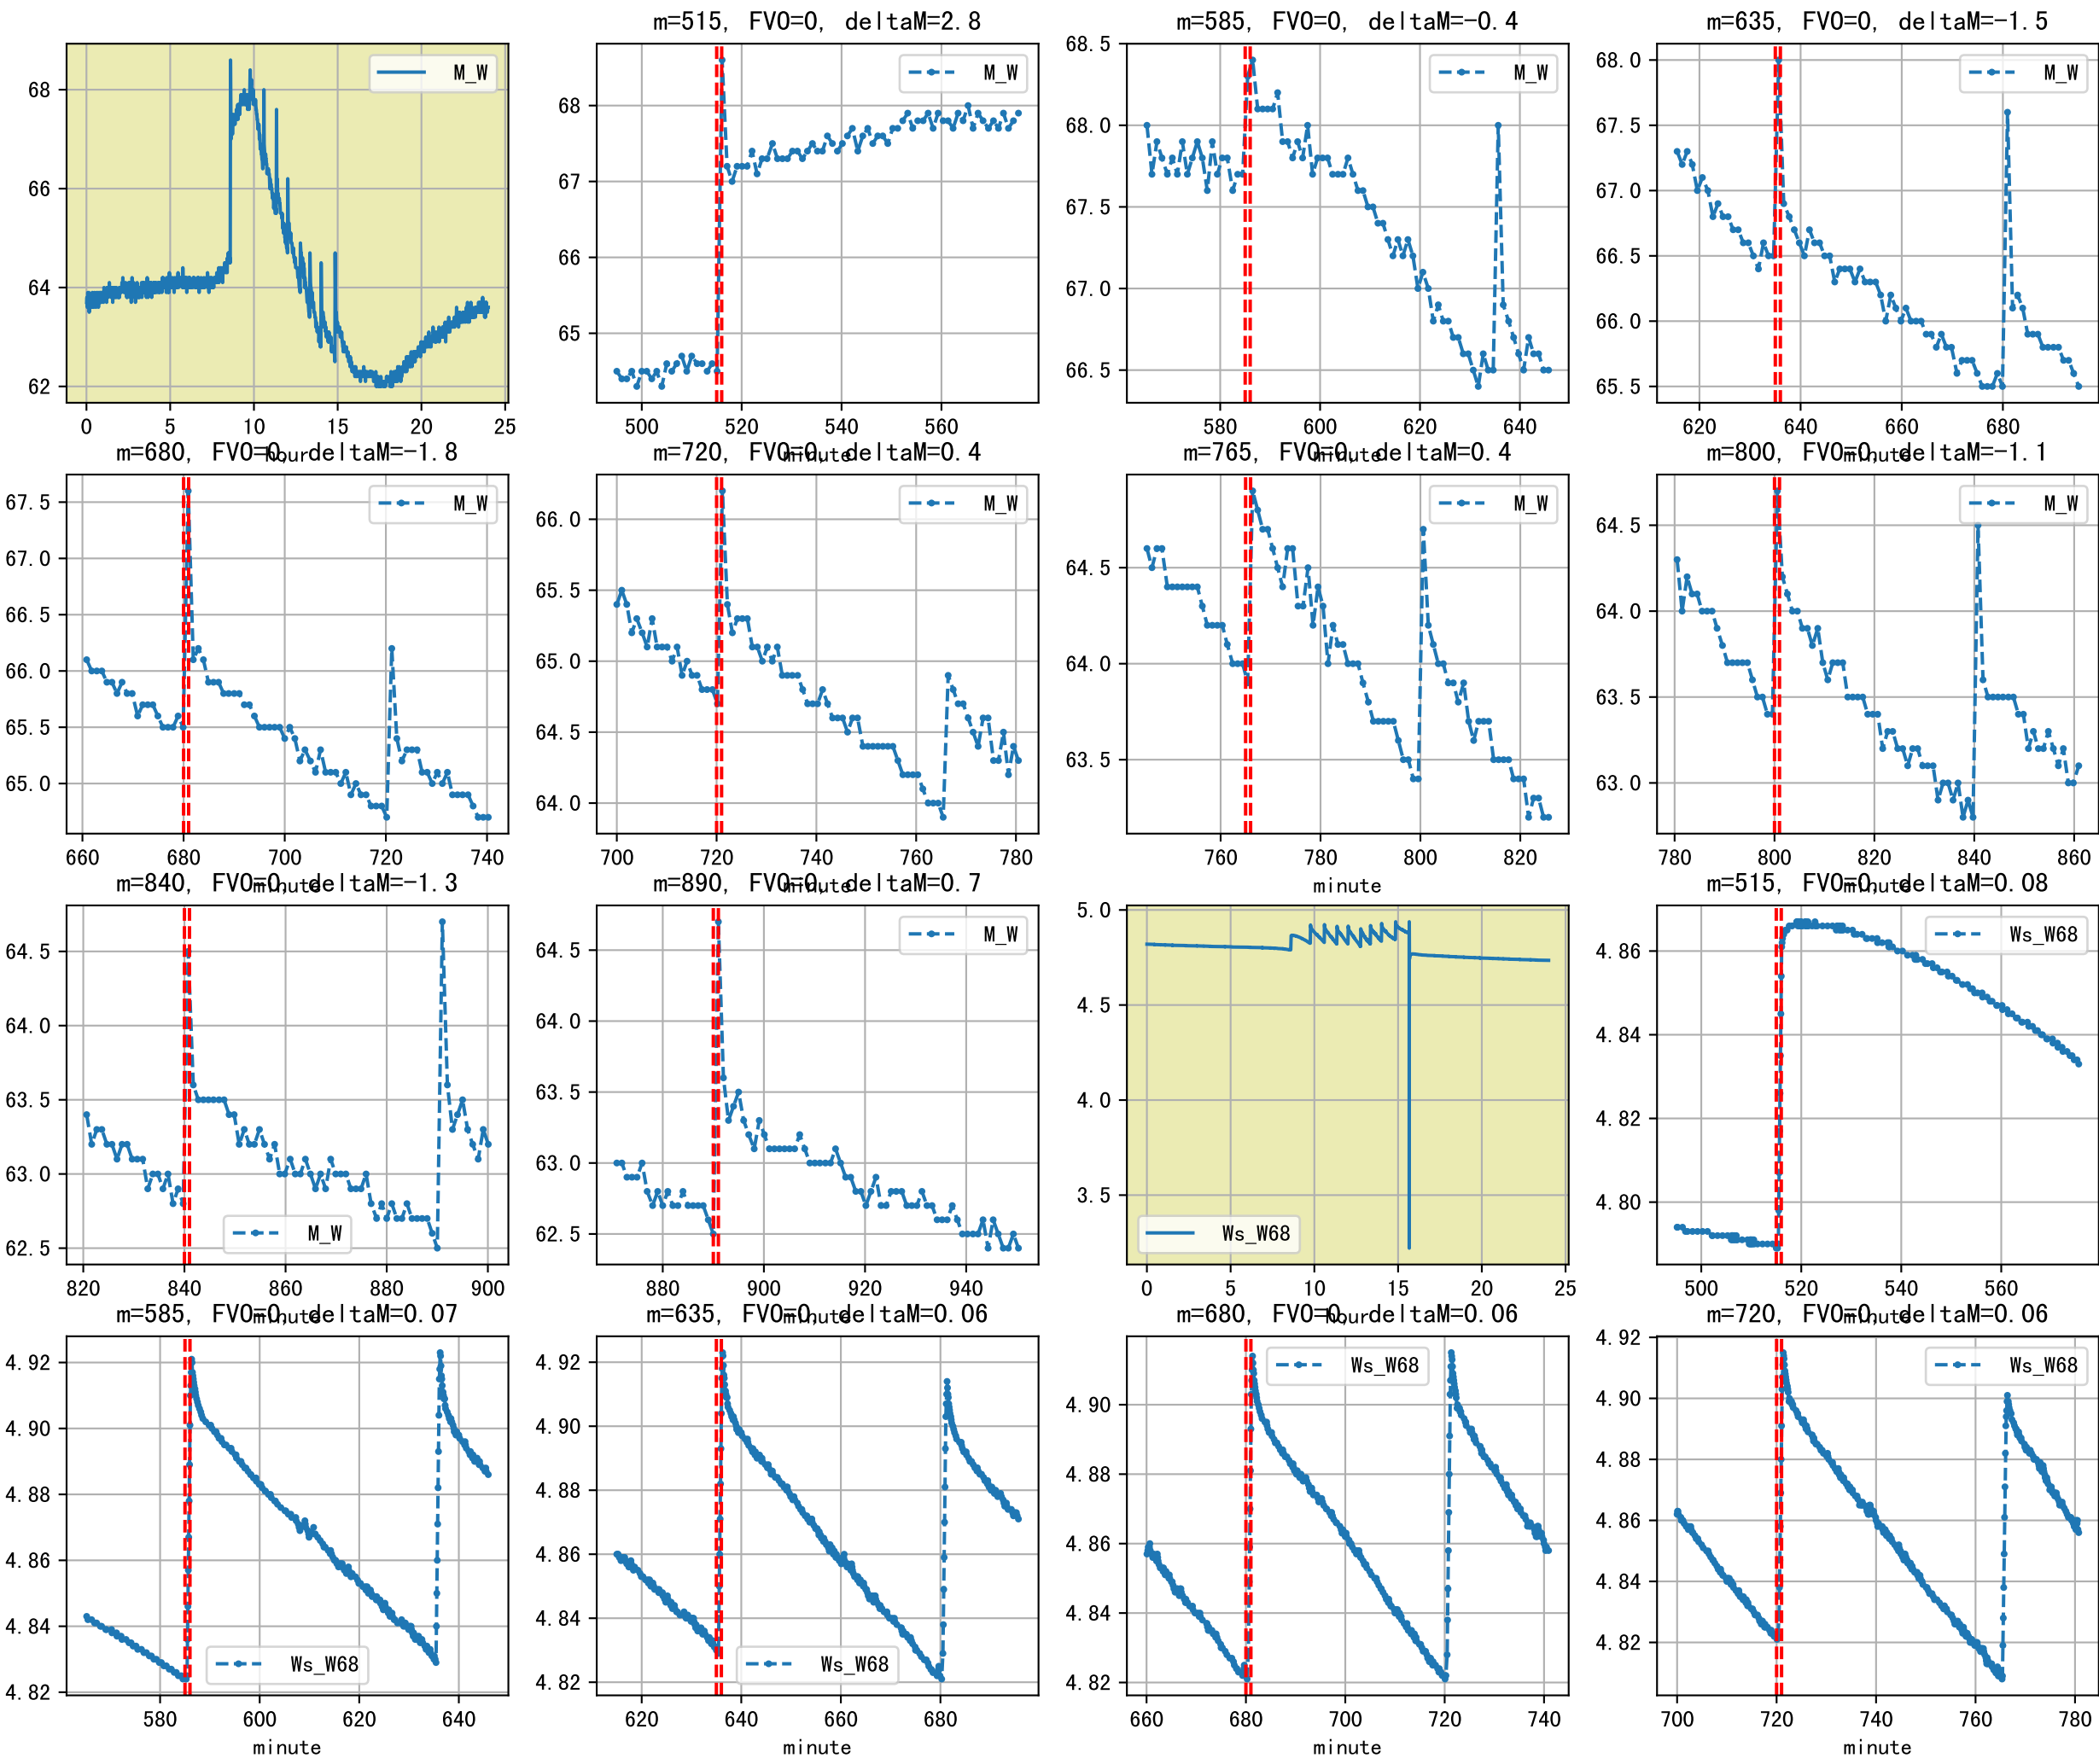 m=515, FVO=0, deltaM=2.8
m=585, FVO=0, deltaM=-0.4
m=635, FVO=0, deltaM=-1.5
M_W
M_W
M_W
M_W
68
66
64
62
68
67
66
65
68.5
68.0
67.5
67.0
66.5
68.0
67.5
67.0
66.5
66.0
65.5
0 5 10 15 20 25
500 520 540 560
580 600 620 640
620 640 660 680
hour
minute
minute
minute
m=680, FVO=0, deltaM=-1.8
m=720, FVO=0, deltaM=0.4
m=765, FVO=0, deltaM=0.4
m=800, FVO=0, deltaM=-1.1
M_W
M_W
M_W
M_W
67.5
67.0
66.5
66.0
65.5
65.0
66.0
65.5
65.0
64.5
64.0
64.5
64.0
63.5
64.5
64.0
63.5
63.0
660 680 700 720 740
700 720 740 760 780
760 780 800 820
780 800 820 840 860
minute
minute
minute
minute
m=840, FVO=0, deltaM=-1.3
m=890, FVO=0, deltaM=0.7
m=515, FVO=0, deltaM=0.08
M_W
M_W
Ws_W68
Ws_W68
64.5
64.0
63.5
63.0
62.5
64.5
64.0
63.5
63.0
62.5
5.0
4.5
4.0
3.5
4.86
4.84
4.82
4.80
820 840 860 880 900
880 900 920 940
0 5 10 15 20 25
500 520 540 560
minute
minute
hour
minute
m=585, FVO=0, deltaM=0.07
m=635, FVO=0, deltaM=0.06
m=680, FVO=0, deltaM=0.06
m=720, FVO=0, deltaM=0.06
Ws_W68
Ws_W68
Ws_W68
Ws_W68
4.92
4.90
4.88
4.86
4.84
4.82
4.92
4.90
4.88
4.86
4.84
4.82
4.90
4.88
4.86
4.84
4.82
4.92
4.90
4.88
4.86
4.84
4.82
580 600 620 640
620 640 660 680
660 680 700 720 740
700 720 740 760 780
minute
minute
minute
minute